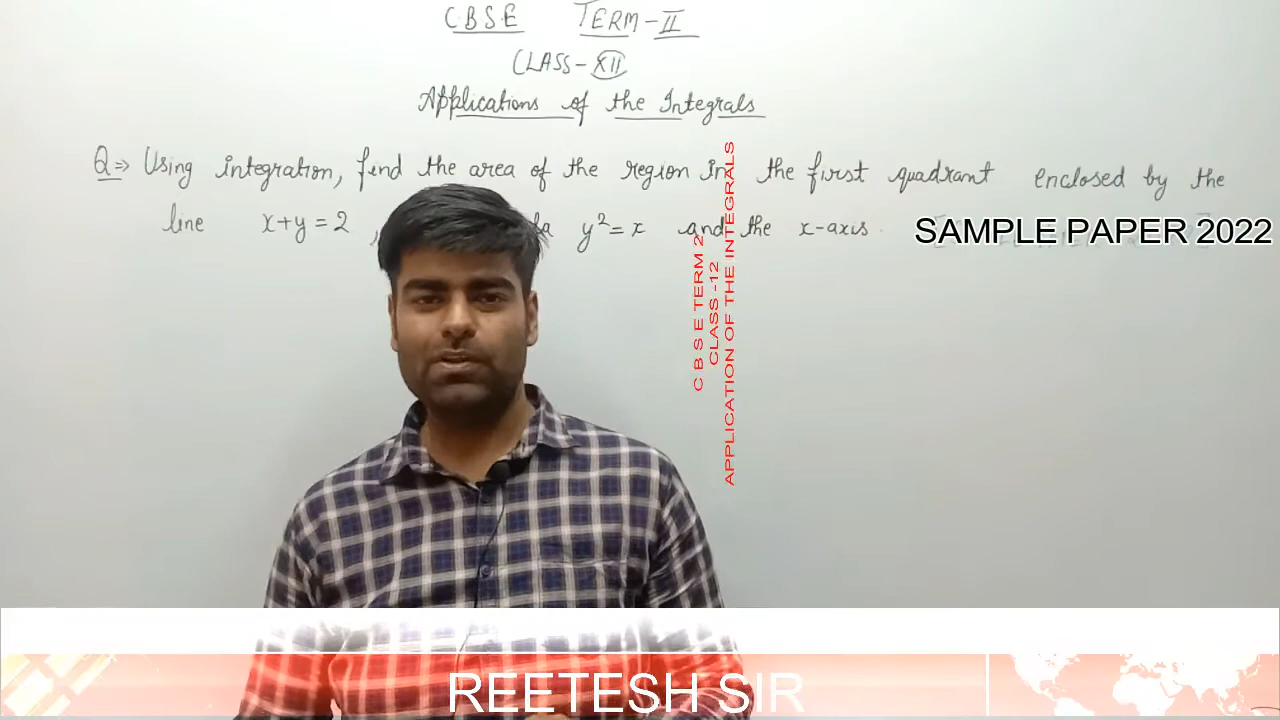 CBSE TERM-II
CLASS-XII
Applications of the Integrals
Q⇒ Using integration, find the area of the region in the first quadrant enclosed by the
line x+y=2, y²=x and the x-axis.
SAMPLE PAPER 2022
C B S E TERM 2
CLASS -12
APPLICATION OF THE INTEGRALS
REETESH SIR